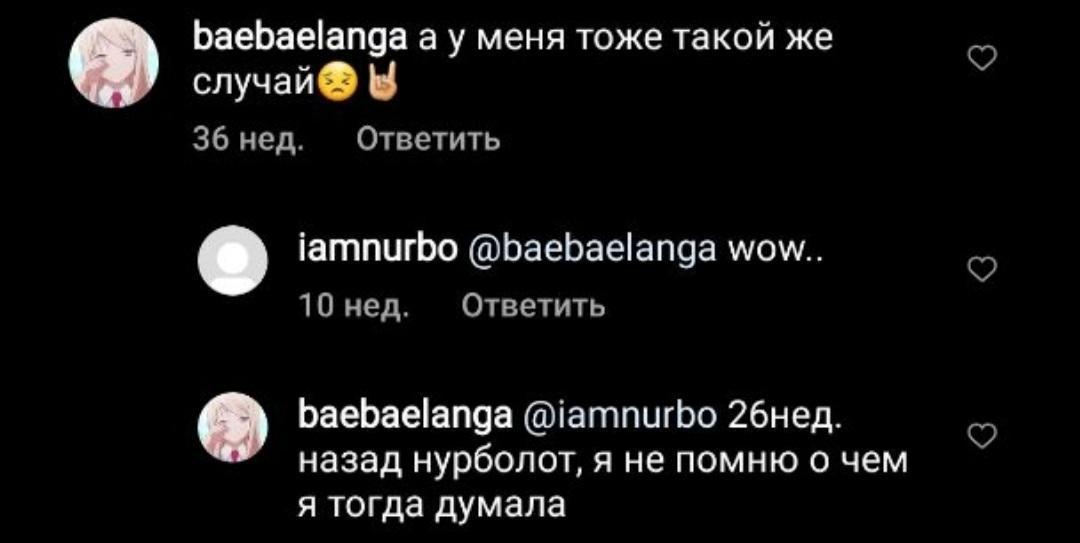 baebaelanga а у меня тоже такой же
случай😣🤘
36 нед. Ответить
iamnurbo @baebaelanga wow..
10 нед. Ответить
baebaelanga @iamnurbo 26нед.
назад нурболот, я не помню о чем
я тогда думала